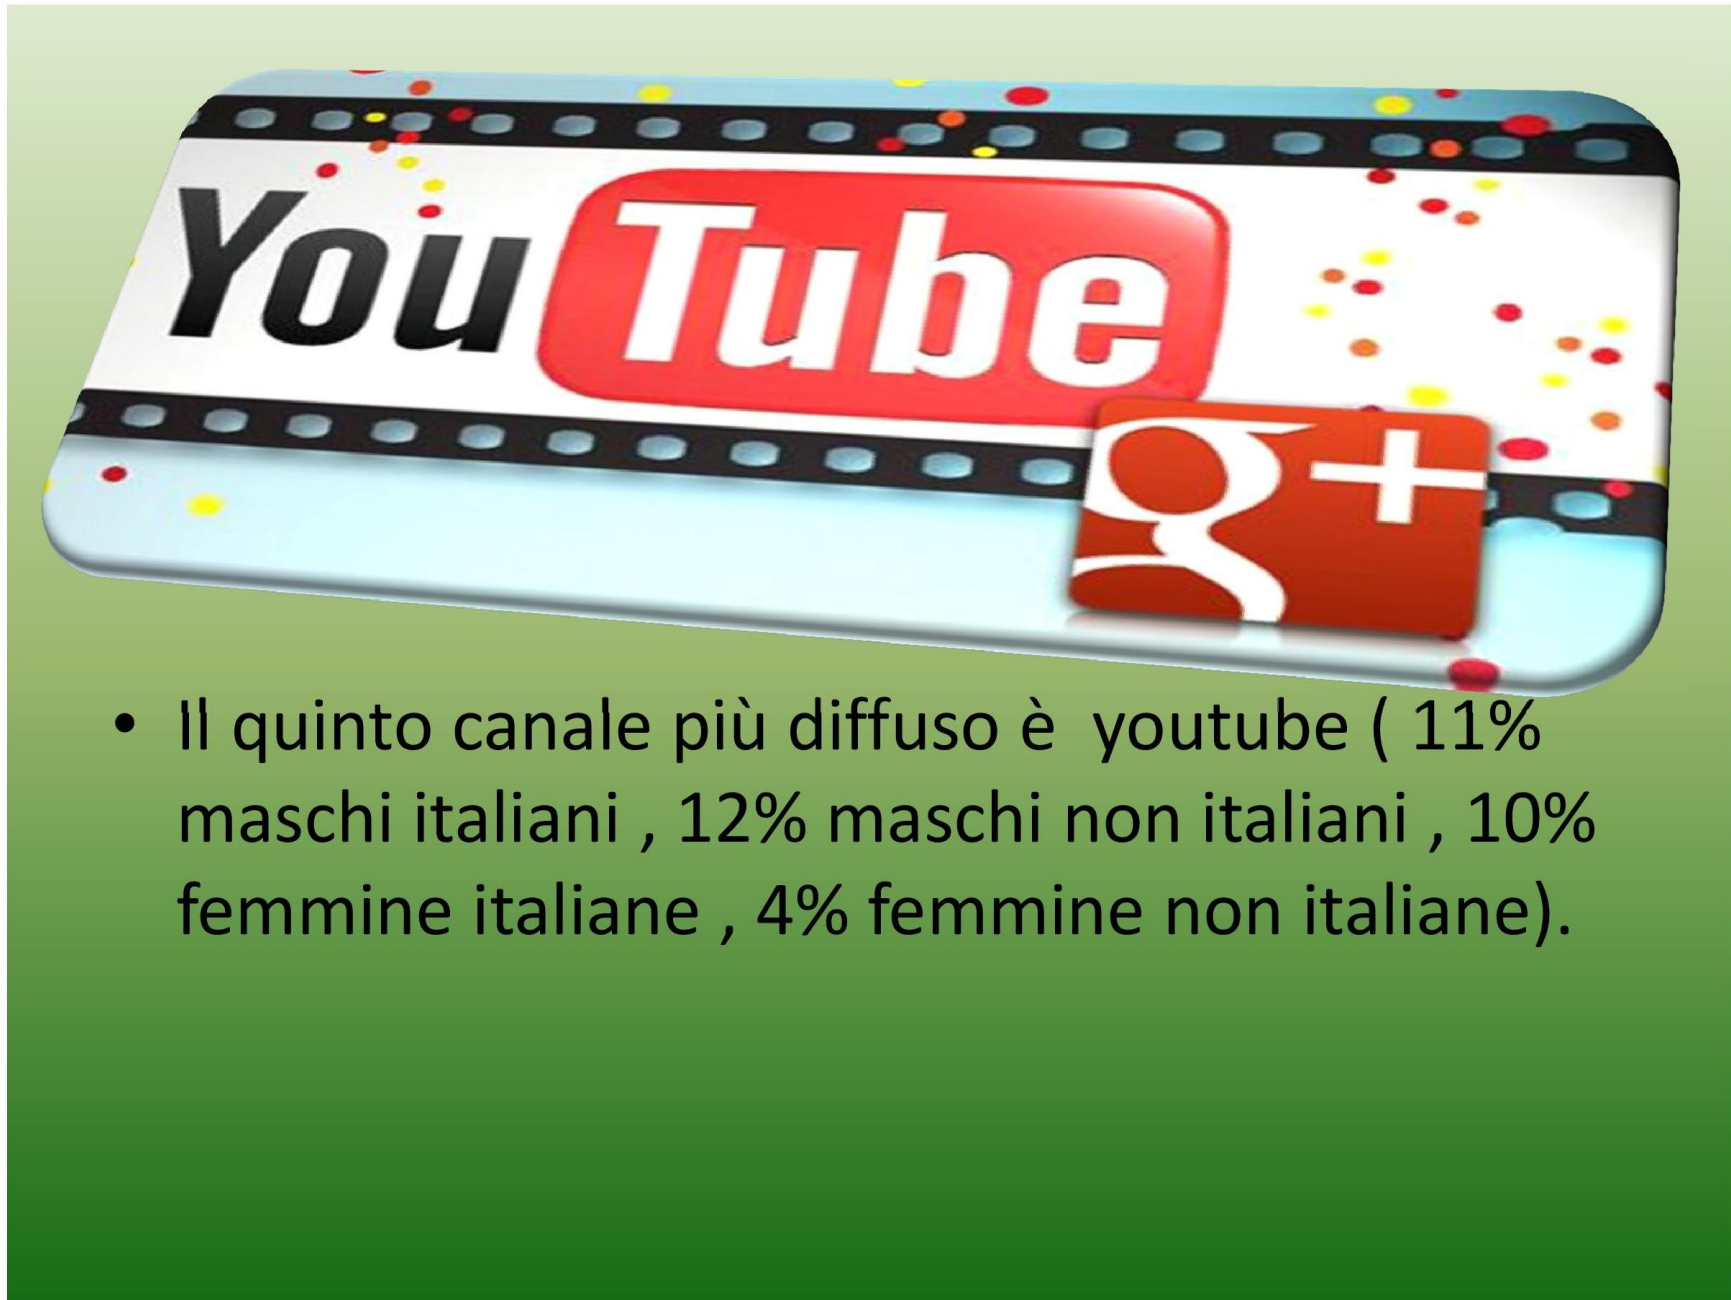 YouTube
g+
• Il quinto canale più diffuso è  youtube ( 11%
maschi italiani , 12% maschi non italiani , 10%
femmine italiane , 4% femmine non italiane).